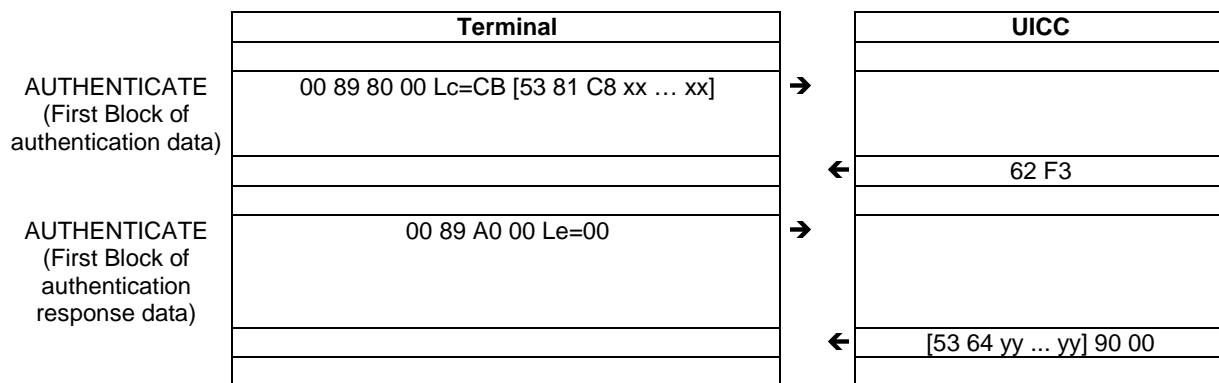 Terminal UICC
AUTHENTICATE 00 89 80 00 Lc=CB [53 81 C8 xx … xx] ➔
(First Block of
authentication data)
🡸 62 F3
AUTHENTICATE 00 89 A0 00 Le=00 ➔
(First Block of
authentication
response data)
🡸 [53 64 yy ... yy] 90 00